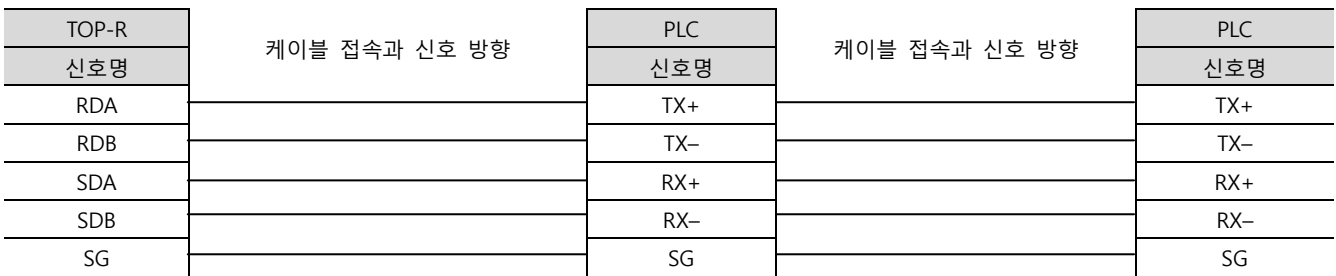 TOP-R 케이블 접속과 신호 방향 PLC 케이블 접속과 신호 방향 PLC
신호명 신호명 신호명
RDA TX+ TX+
RDB TX– TX–
SDA RX+ RX+
SDB RX– RX–
SG SG SG